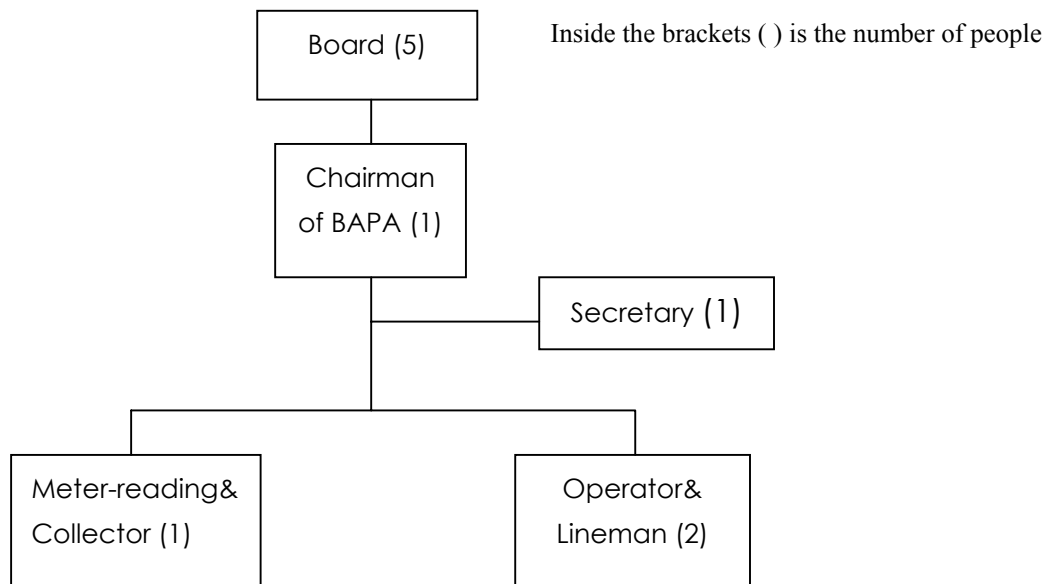 Board (5)
Inside the brackets ( ) is the number of people
Chairman
of BAPA (1)
Secretary (1)
Meter-reading&
Collector (1)
Operator&
Lineman (2)